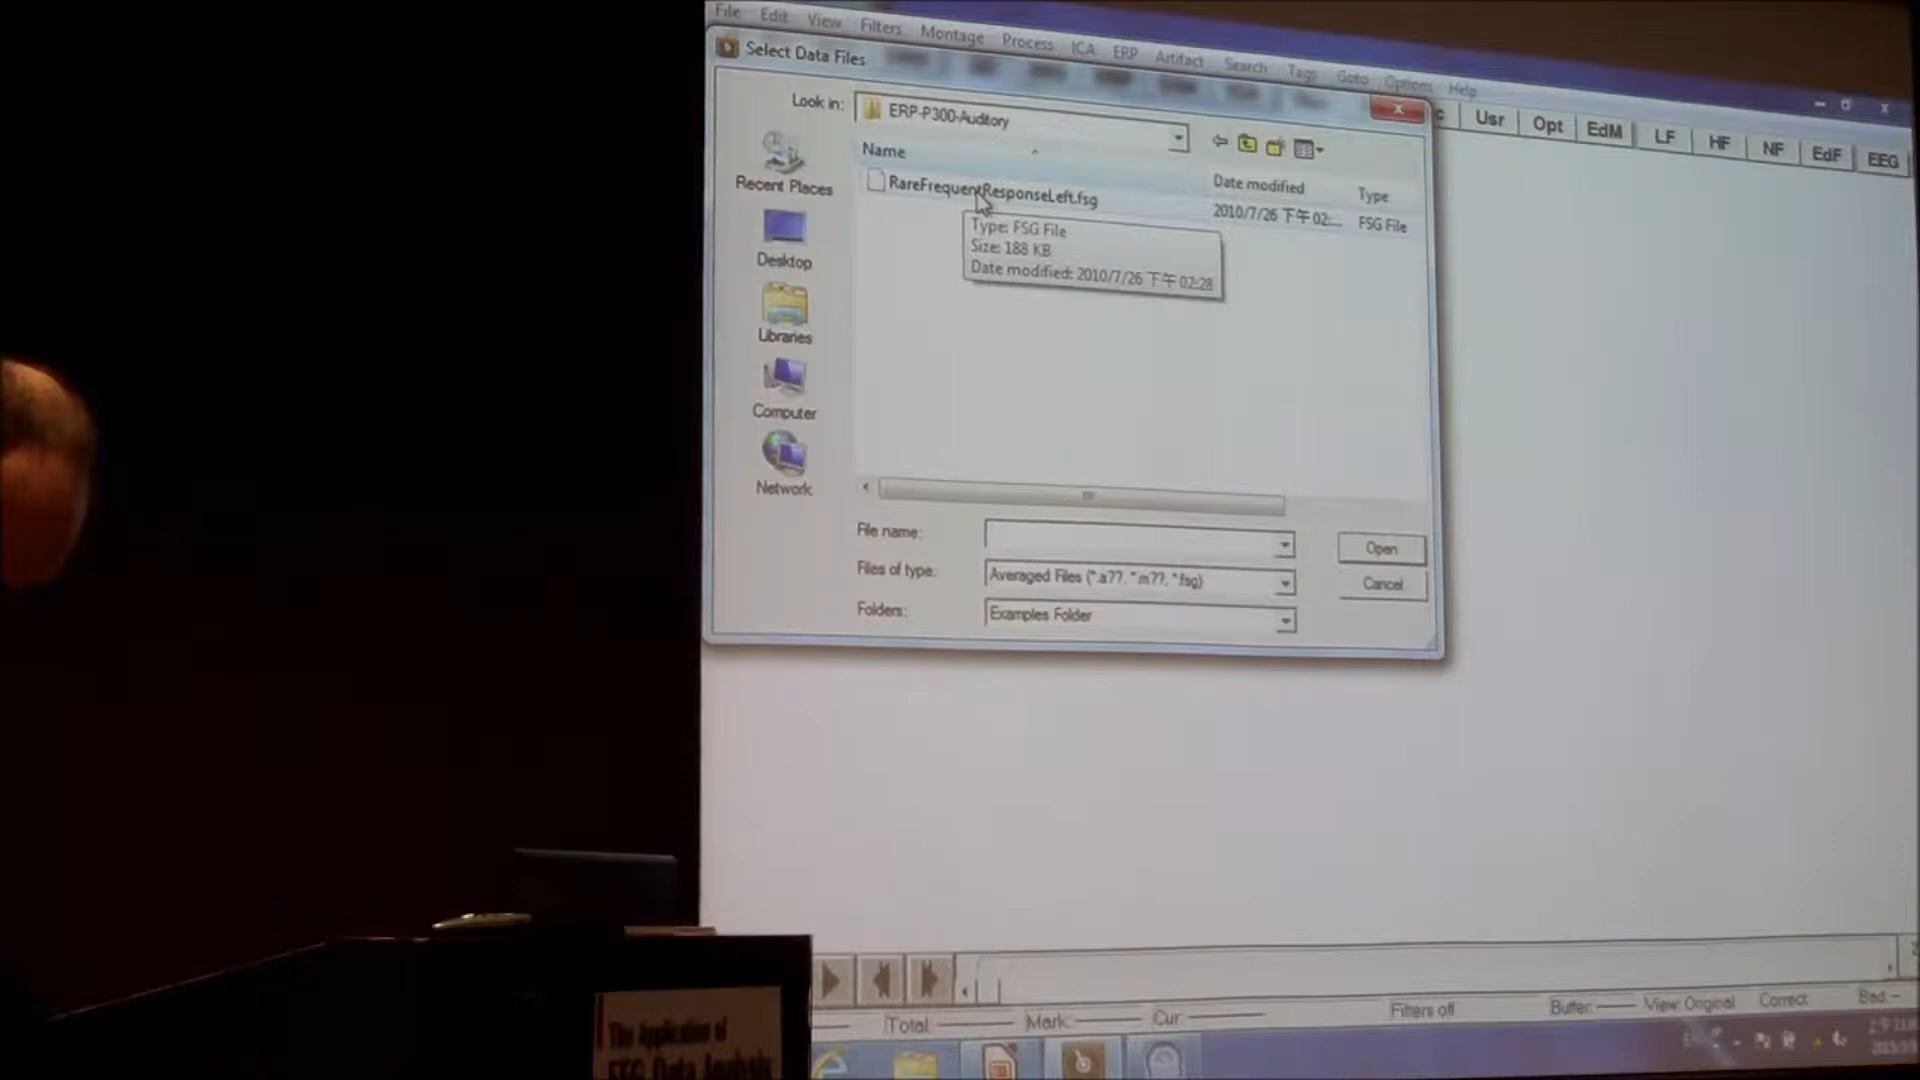 File Edit View Filters Montage Process ICA ERP Artifact Search Tags Goto Options Help
Select Data Files
Look in: ERP-P300-Auditory
Usr Opt EdM LF HF NF EdF EEG
Name Date modified Type
RareFrequentResponseLeft.fsg 2010/7/26 下午 02:... FSG File
Type: FSG File
Size: 188 KB
Date modified: 2010/7/26 下午 02:28
Recent Places
Desktop
Libraries
Computer
Network
File name: Open
Files of type: Averaged Files (*.a??, *.m??, *.fsg) Cancel
Folders: Examples Folder
Total: Mark: Cur: Filters off Buffer: View: Original Correct: Bad:
The Application of
EEG Data Analysis